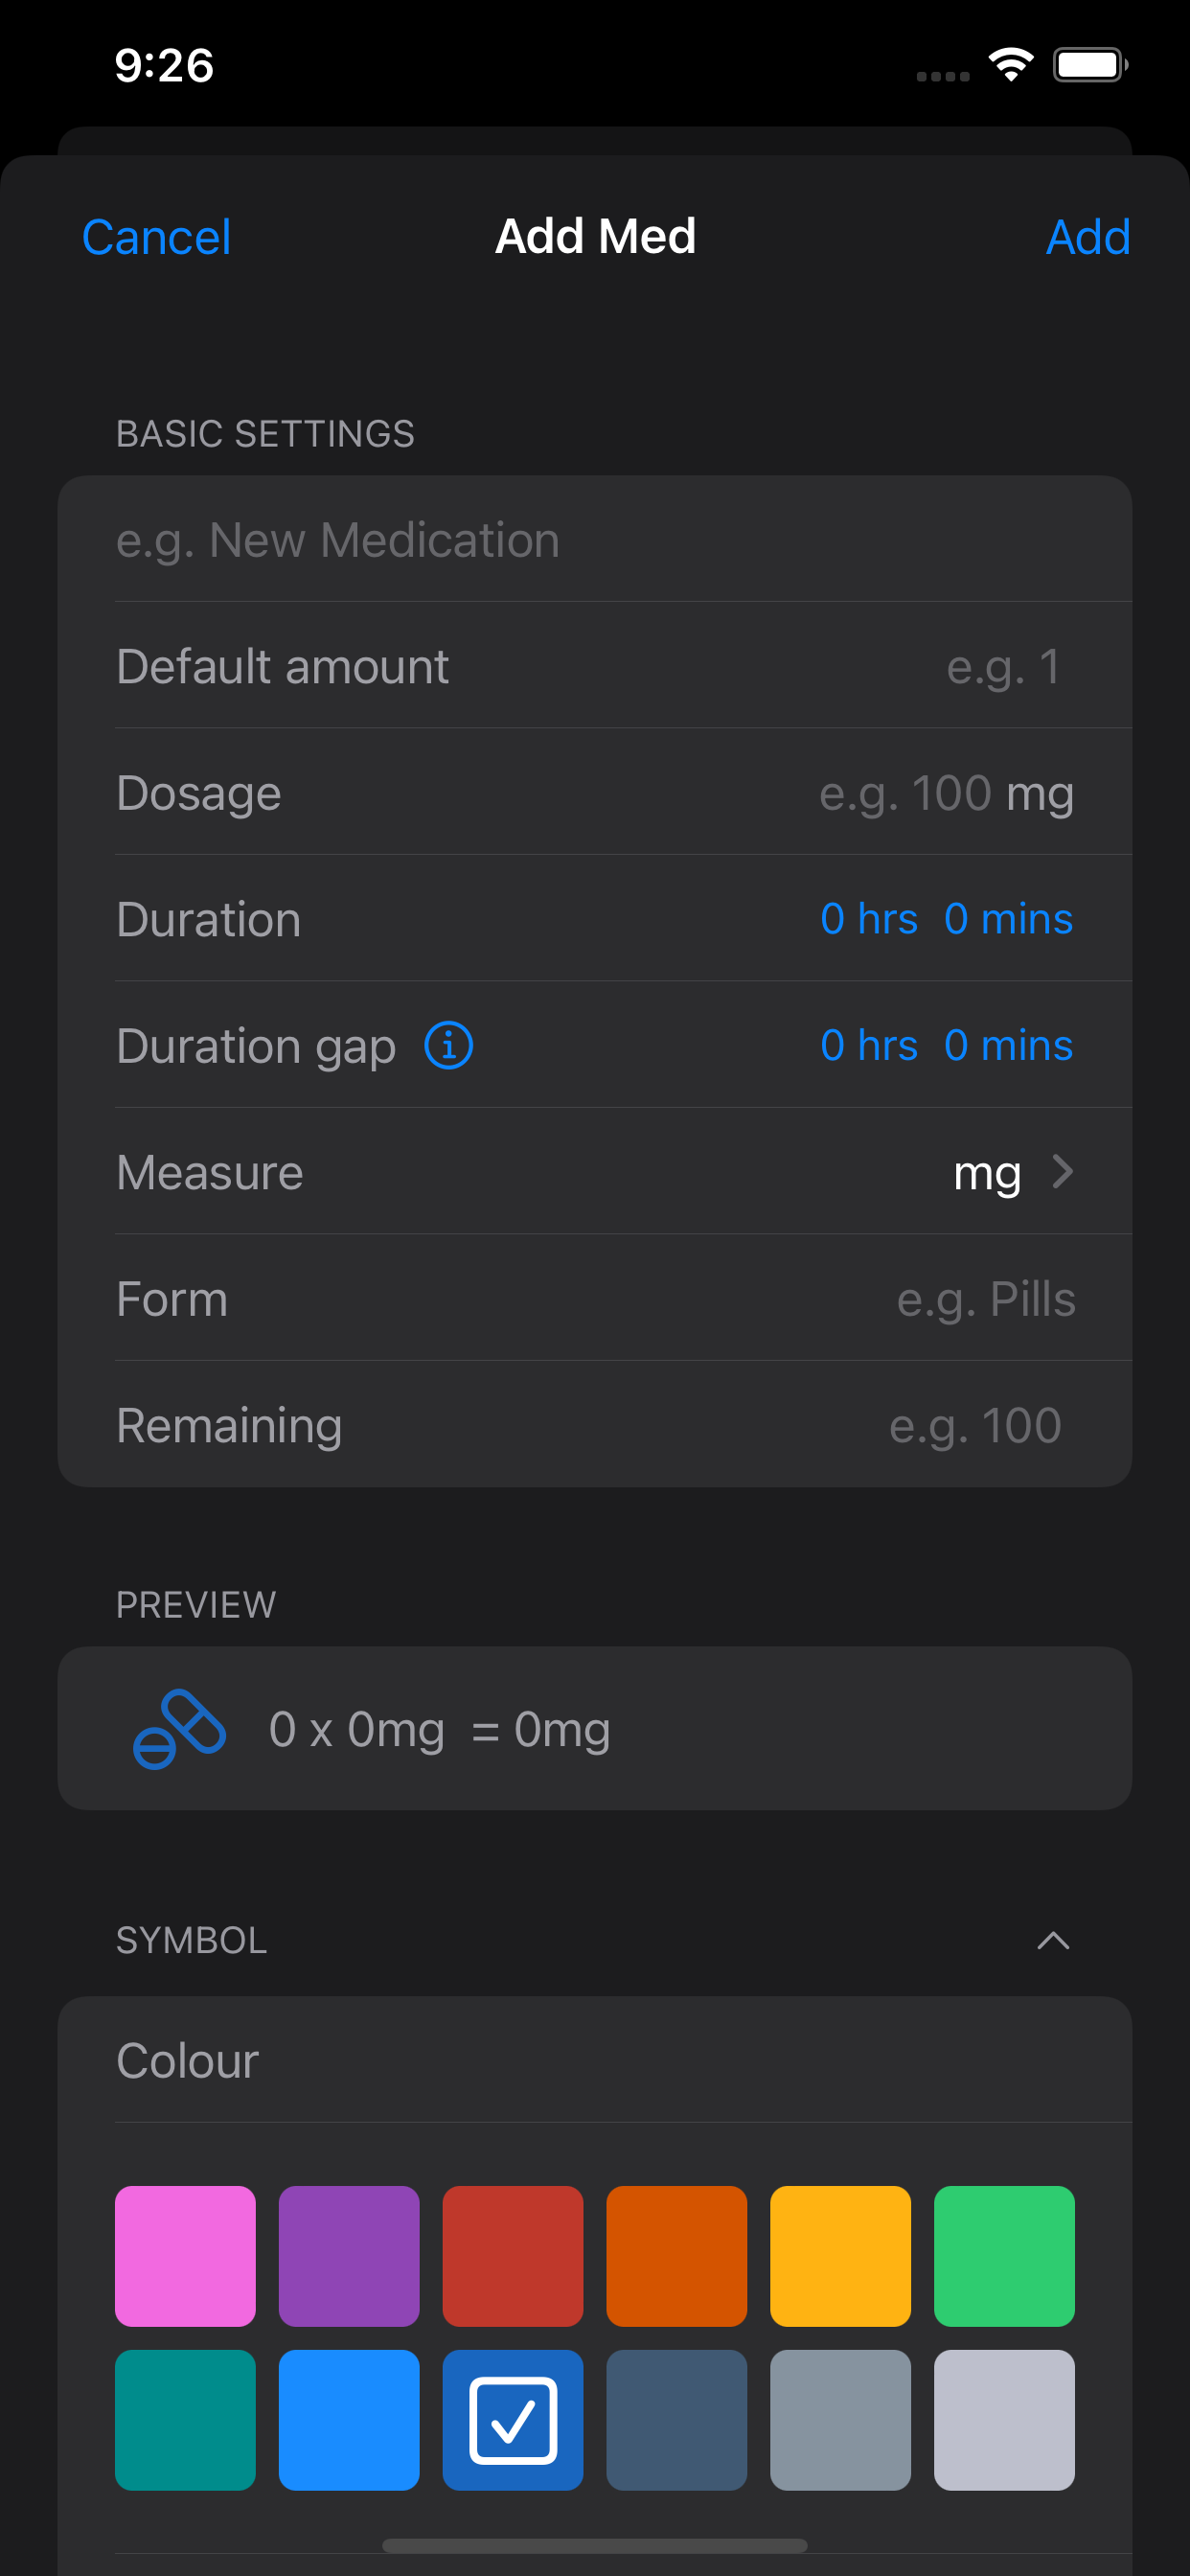 9:26
Cancel Add Med Add
BASIC SETTINGS
e.g. New Medication
Default amount e.g. 1
Dosage e.g. 100 mg
Duration 0 hrs 0 mins
Duration gap 0 hrs 0 mins
Measure mg
Form e.g. Pills
Remaining e.g. 100
PREVIEW
0 x 0mg = 0mg
SYMBOL
Colour